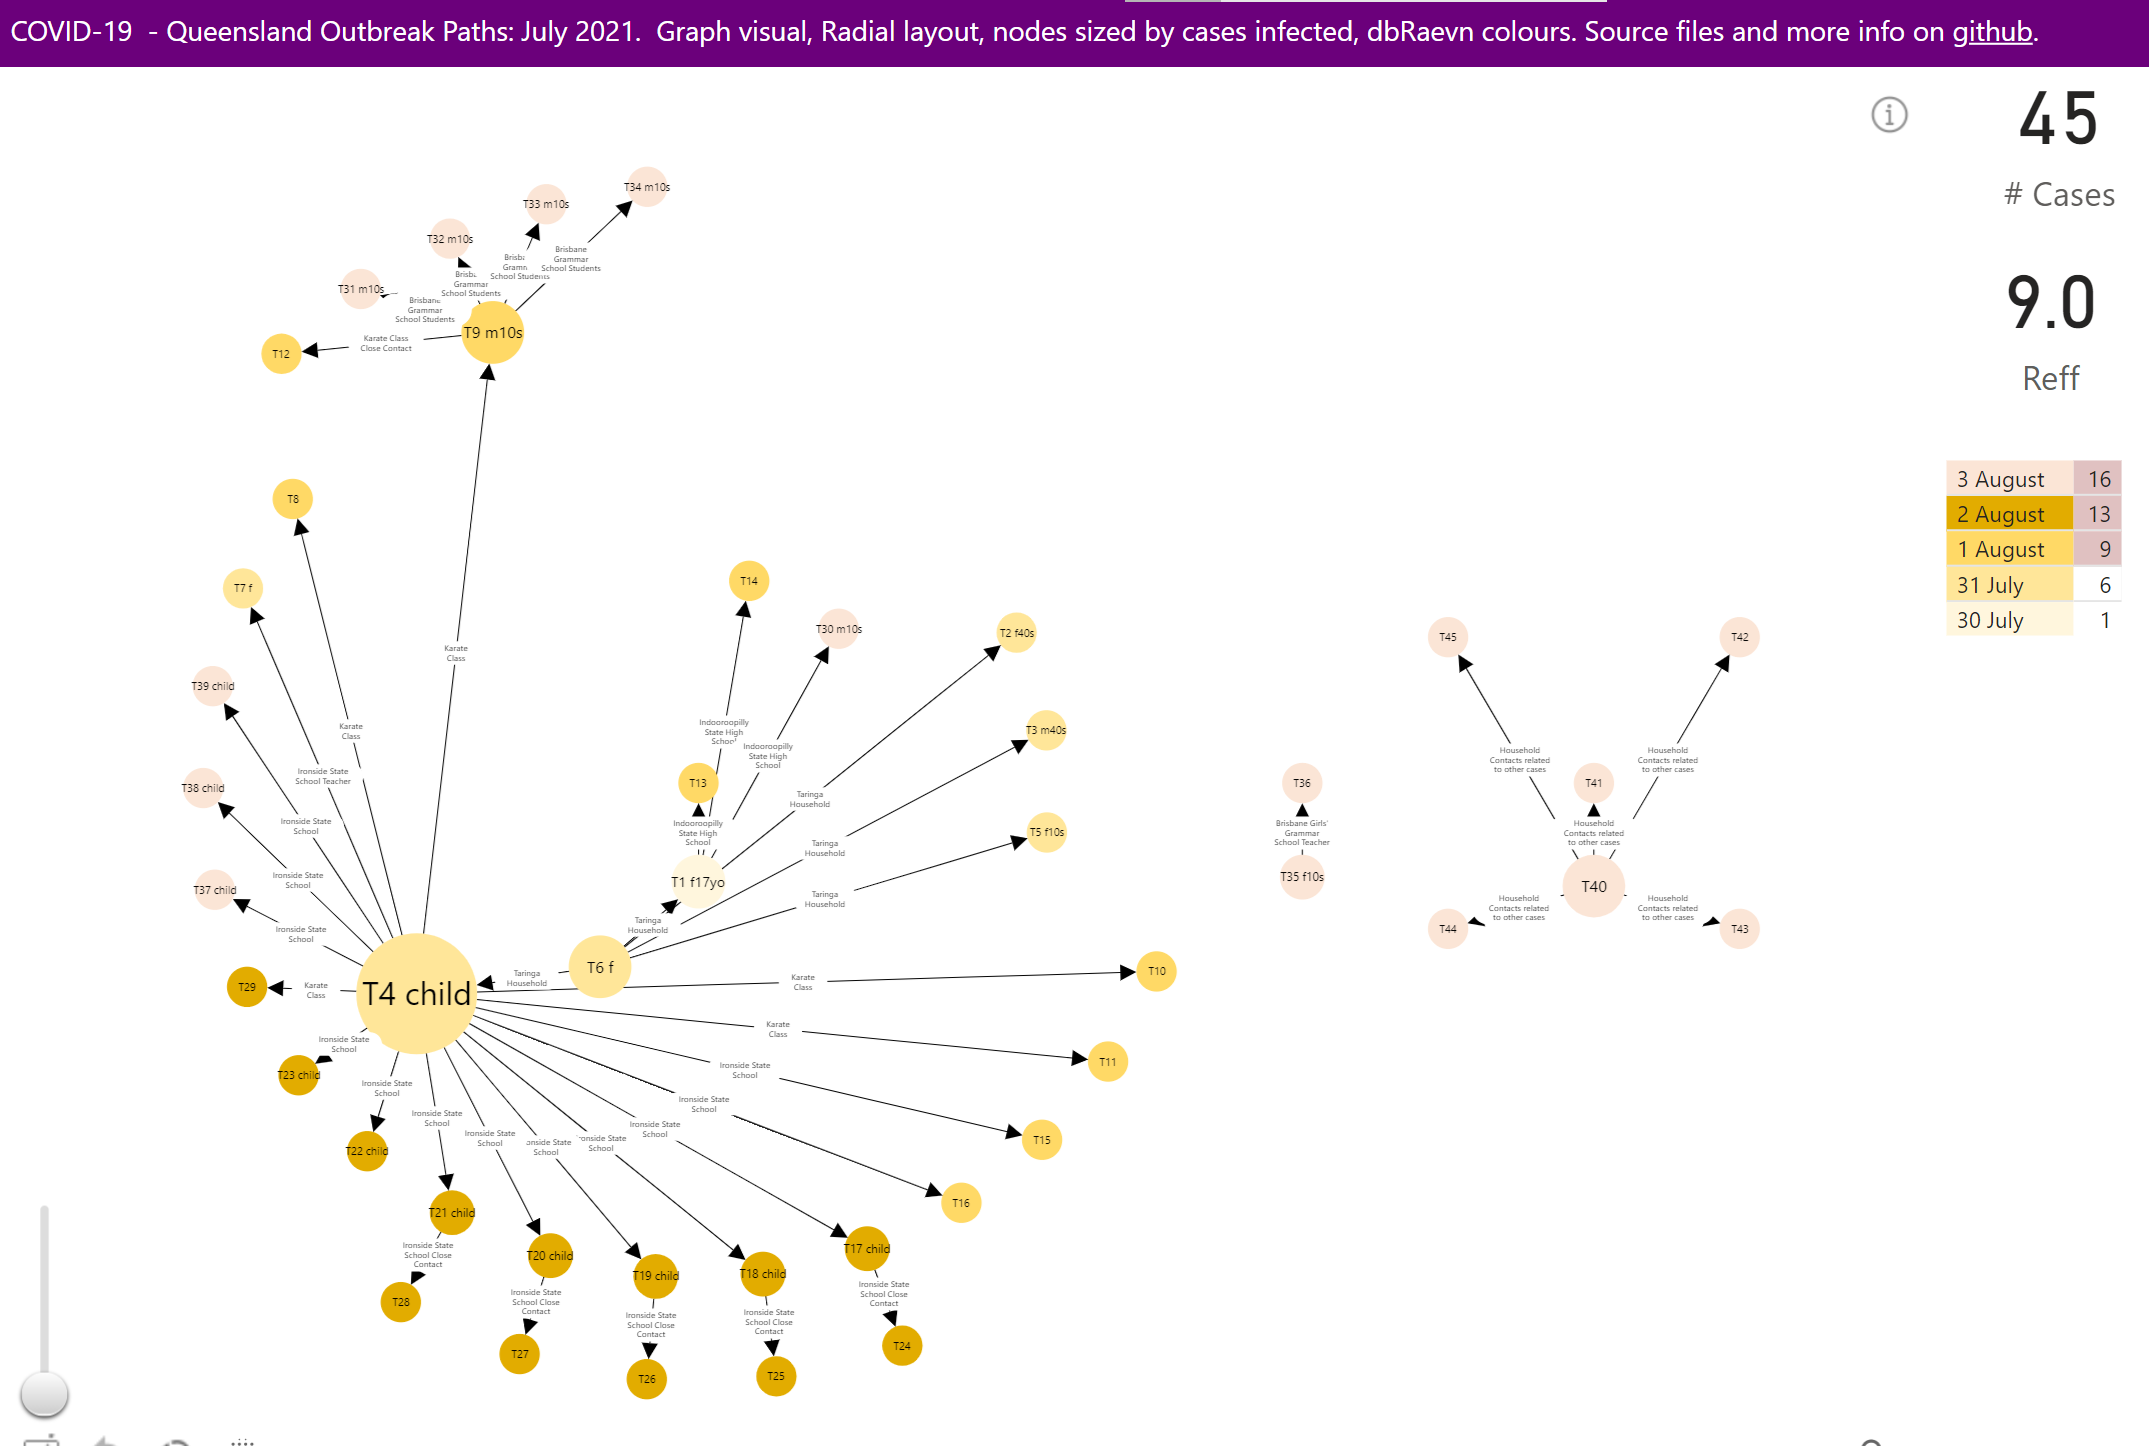 COVID-19  - Queensland Outbreak Paths: July 2021.  Graph visual, Radial layout, nodes sized by cases infected, dbRaevn colours. Source files and more info on github.
45
# Cases
9.0
Reff
3 August 16
2 August 13
1 August 9
31 July 6
30 July 1
T34 m10s
T33 m10s
T32 m10s
T31 m10s
Brisbane
Grammar
School Students
Grammar
School Students
School Students
Brisbane
Grammar
School Students
T9 m10s
T12
Karate Class
Close Contact
T8
T7 f
T39 child
T38 child
T37 child
Karate
Class
Karate
Class
Ironside State
School Teacher
Ironside State
School
Ironside State
School
Ironside State
School
T14
T30 m10s
T2 f40s
T3 m40s
T5 f10s
T13
Indooroopilly
State High
School
Indooroopilly
State High
School
Indooroopilly
State High
School
Taringa
Household
Taringa
Household
Taringa
Household
T1 f17yo
Taringa
Household
T6 f
Taringa
Household
T4 child
T29
Karate
Class
Karate
Class
T10
Karate
Class
T11
Ironside State
School
T23 child
Ironside State
School
T22 child
Ironside State
School
Ironside State
School
Ironside State
School
State
School
Ironside State
School
Ironside State
School
Ironside State
School
State
School
T15
T16
T17 child
T18 child
T19 child
T20 child
T21 child
Ironside State
School Close
Contact
Ironside State
School Close
Contact
Ironside State
School Close
Contact
Ironside State
School Close
Contact
Ironside State
School Close
Contact
T28
T27
T26
T25
T24
T36
Brisbane Girls'
Grammar
School Teacher
T35 f10s
T45
T42
T41
Household
Contacts related
to other cases
Household
Contacts related
to other cases
Household
Contacts related
to other cases
T40
Household
Contacts related
to other cases
Household
Contacts related
to other cases
T44
T43